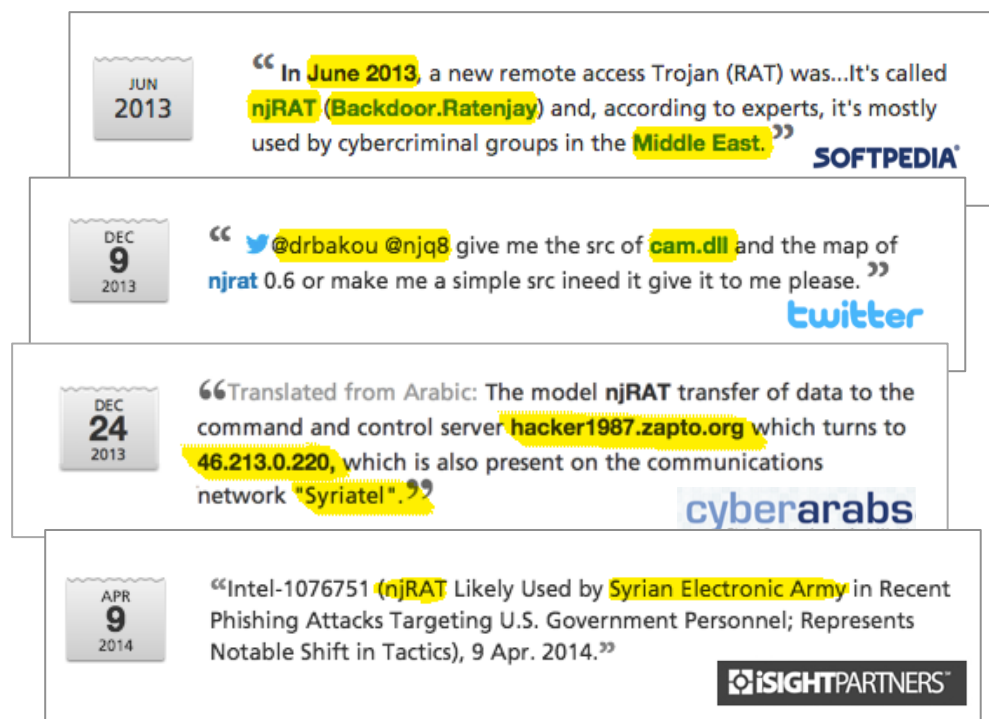 JUN
2013
“ In June 2013, a new remote access Trojan (RAT) was...It's called
njRAT (Backdoor.Ratenjay) and, according to experts, it's mostly
used by cybercriminal groups in the Middle East.”
SOFTPEDIA®
DEC
9
2013
“ @drbakou @njq8 give me the src of cam.dll and the map of
njrat 0.6 or make me a simple src ineed it give it to me please. ”
twitter
DEC
24
2013
“Translated from Arabic: The model njRAT transfer of data to the
command and control server hacker1987.zapto.org which turns to
46.213.0.220, which is also present on the communications
network "Syriatel".”
cyberarabs
APR
9
2014
“Intel-1076751 (njRAT Likely Used by Syrian Electronic Army in Recent
Phishing Attacks Targeting U.S. Government Personnel; Represents
Notable Shift in Tactics), 9 Apr. 2014.”
iSIGHTPARTNERS™